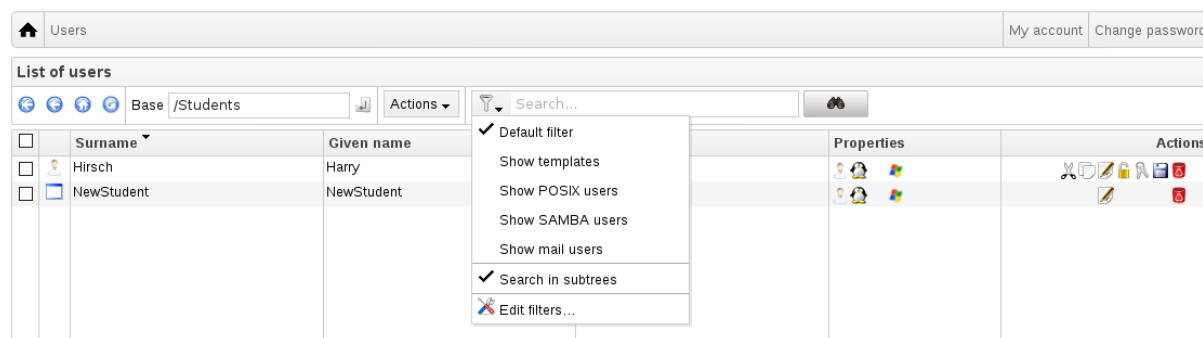 Users My account Change password
List of users
Base /Students Actions Search...
Surname Given name Properties Actions
Hirsch Harry
NewStudent NewStudent
Default filter
Show templates
Show POSIX users
Show SAMBA users
Show mail users
Search in subtrees
Edit filters...